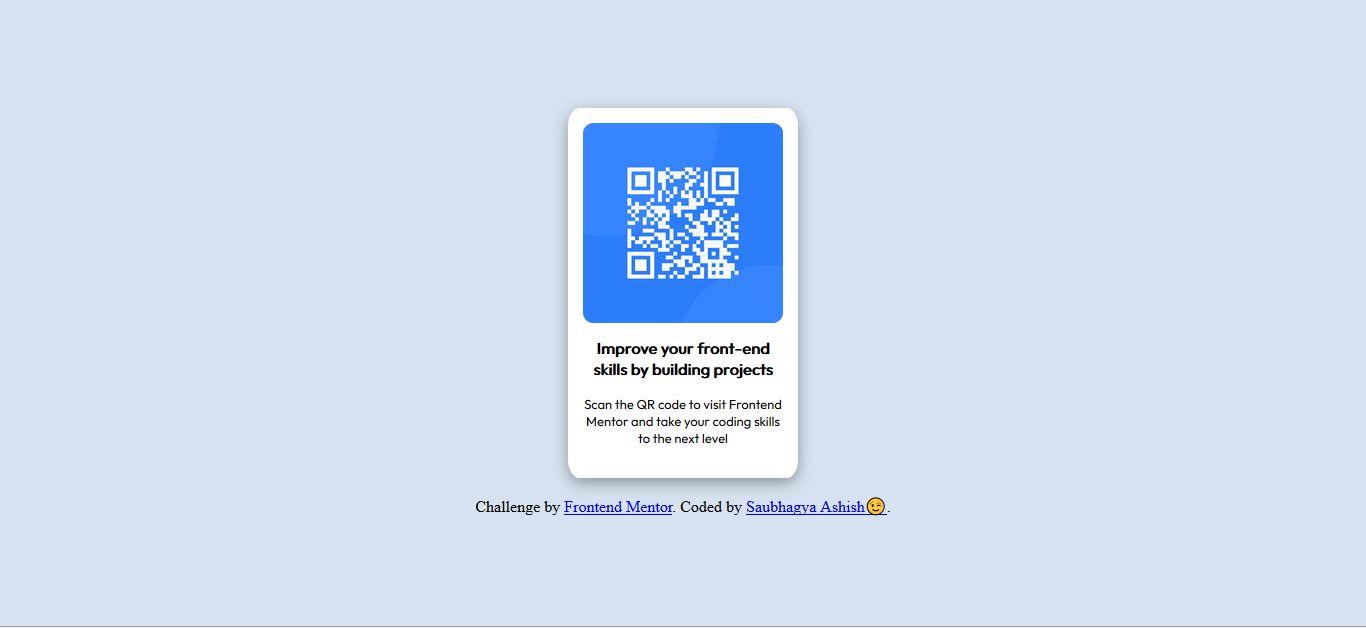 Improve your front-end
skills by building projects
Scan the QR code to visit Frontend
Mentor and take your coding skills
to the next level
Challenge by Frontend Mentor. Coded by Saubhagya Ashish😉.